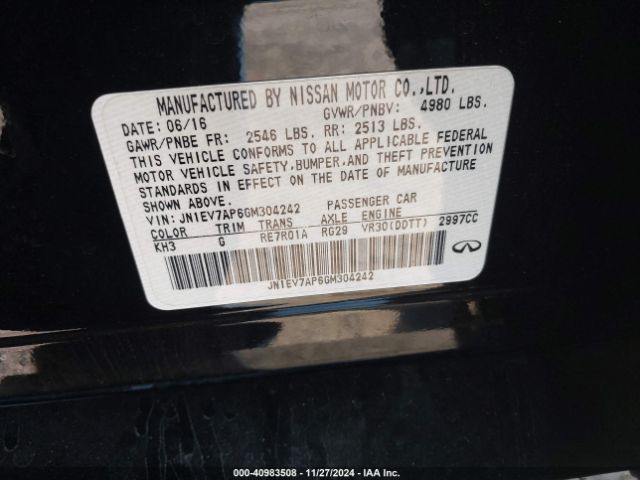 MANUFACTURED BY NISSAN MOTOR CO.,LTD.
DATE: 06/16 GVWR/PNBV: 4980 LBS.
GAWR/PNBE FR: 2546 LBS. RR: 2513 LBS.
THIS VEHICLE CONFORMS TO ALL APPLICABLE FEDERAL
MOTOR VEHICLE SAFETY, BUMPER, AND THEFT PREVENTION
STANDARDS IN EFFECT ON THE DATE OF MANUFACTURE
SHOWN ABOVE.
VIN: JN1EV7AP6GM304242 PASSENGER CAR
COLOR TRIM TRANS AXLE ENGINE
KH3 G RE7R01A RG29 VR30(DDTT) 2997CC
JN1EV7AP6GM304242
000-40983508 - 11/27/2024 - IAA Inc.